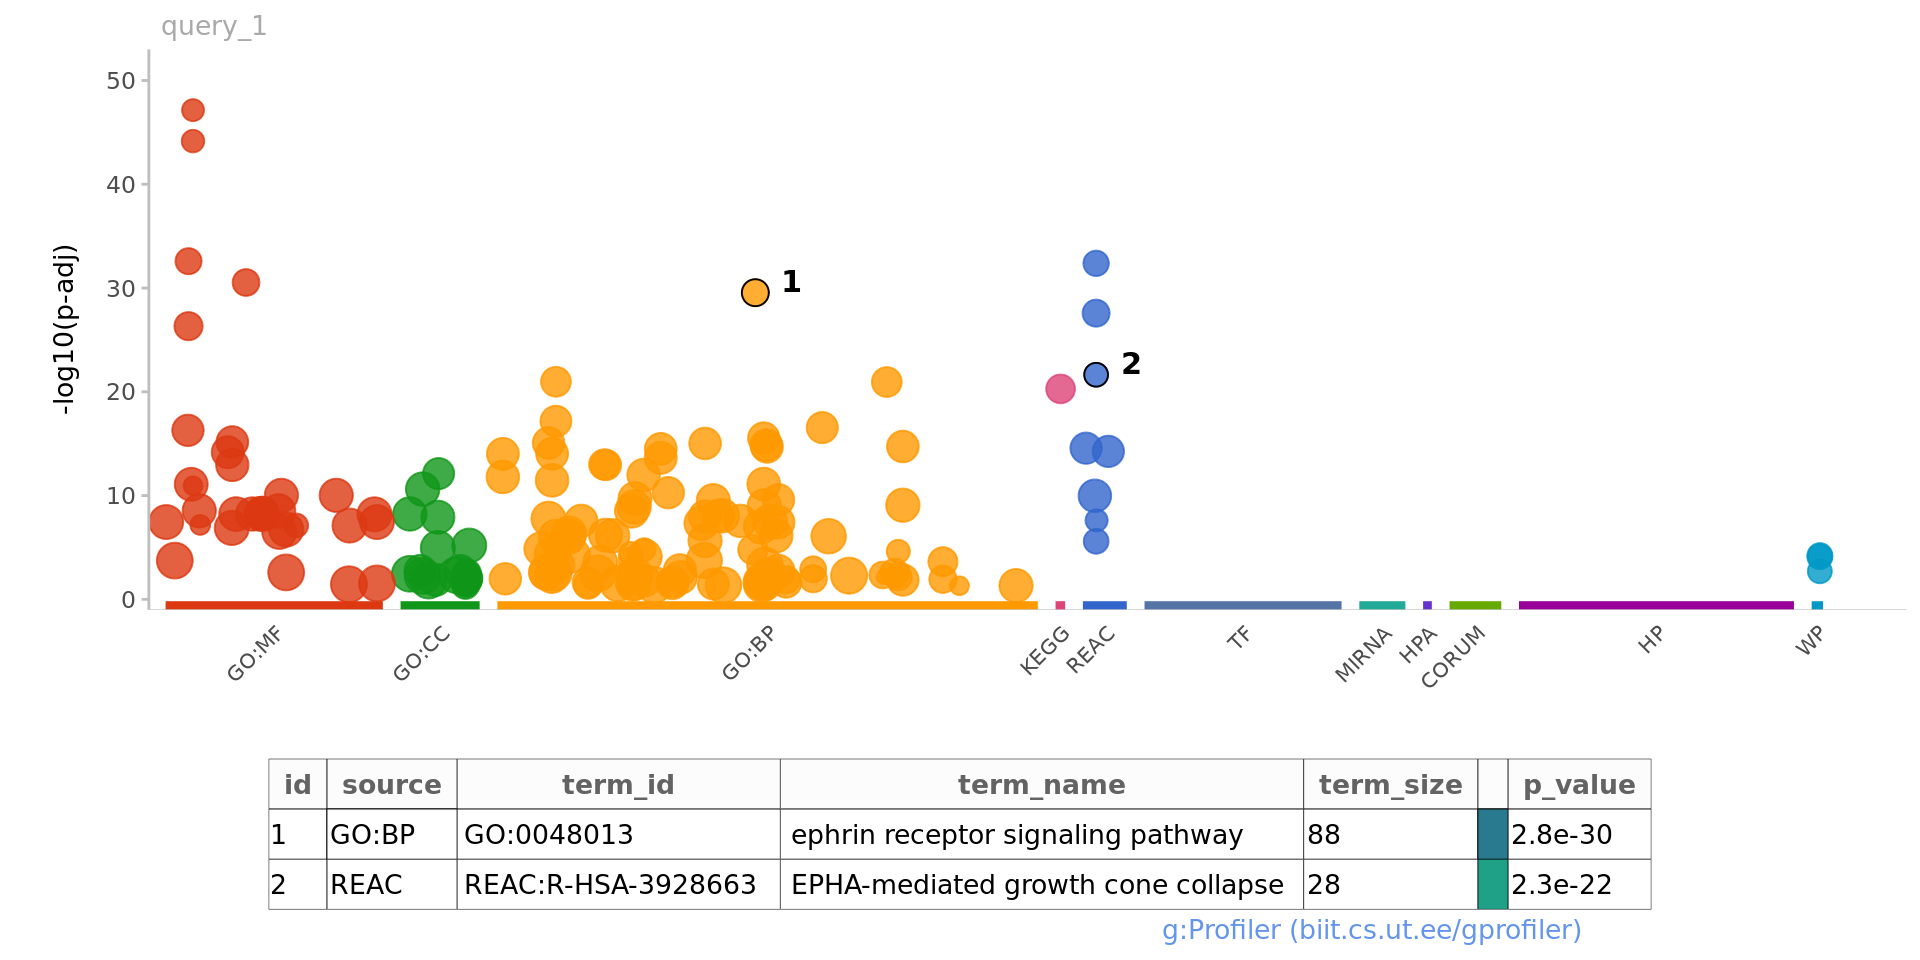 query_1
50
40
30
20
10
0
-log10(p-adj)
1
2
GO:MF
GO:CC
GO:BP
KEGG
REAC
TF
MIRNA
HPA
CORUM
HP
WP
id source term_id term_name term_size p_value
1 GO:BP GO:0048013 ephrin receptor signaling pathway 88 2.8e-30
2 REAC REAC:R-HSA-3928663 EPHA-mediated growth cone collapse 28 2.3e-22
g:Profiler (biit.cs.ut.ee/gprofiler)